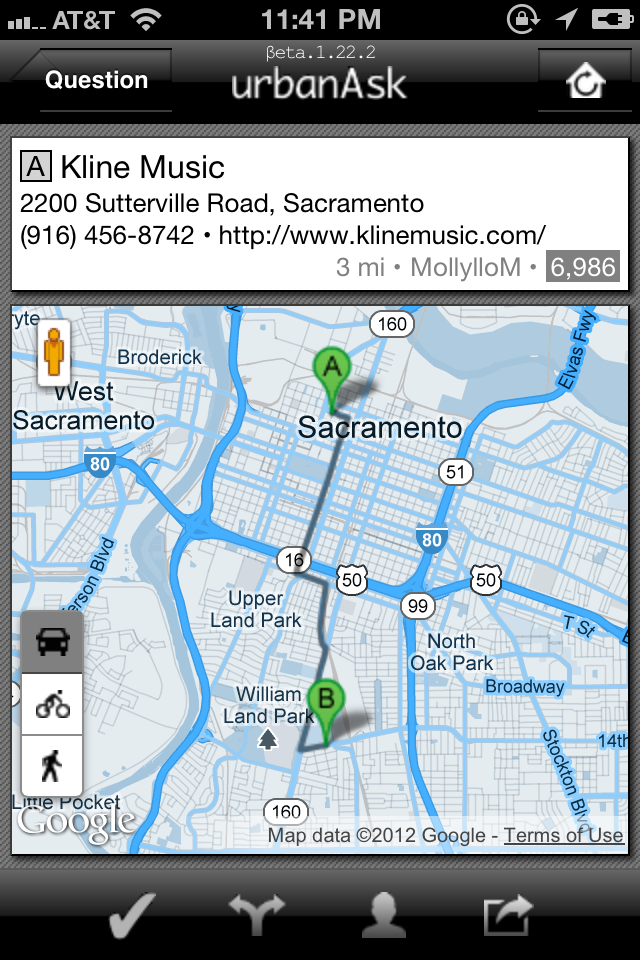 AT&T 11:41 PM
βeta.1.22.2
Question urbanAsk
A Kline Music
2200 Sutterville Road, Sacramento
(916) 456-8742 • http://www.klinemusic.com/
3 mi • MollylloM • 6,986
ryte
160
Elvas Fwy
Broderick
A
West
Sacramento
Sacramento
80
51
80
16
50
50
99
erson Blvd
Upper
Land Park
T St
E
North
Oak Park
Broadway
William
Land Park
B
14th
Stockton Blvd
Little Pocket
160
Google
Map data ©2012 Google - Terms of Use